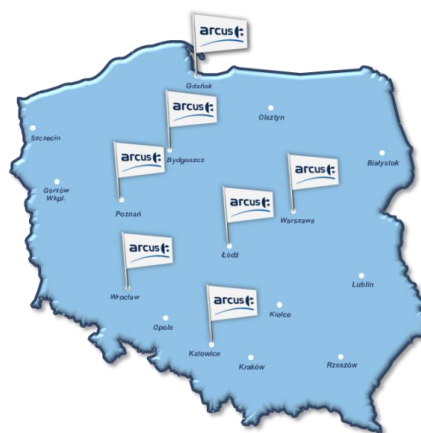 arcus
Gdańsk
arcus
Olsztyn
Szczecin
arcus
Bydgoszcz
Białystok
arcus
Gorzów
Wkpl.
Poznań
arcus
Warszawa
arcus
Łódź
Wrocław
Lublin
arcus
Kielce
Opole
Katowice
Kraków
Rzeszów